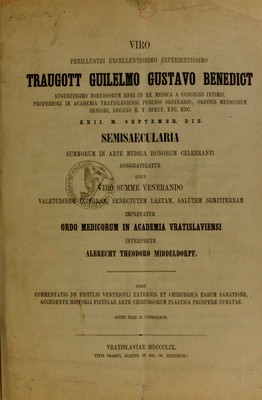 VIRO
PERILLUSTRI EXCELLENTISSIMO EXPERIENTISSIMO
TRAUGOTT GUILELMO GUSTAVO BENEDICT
AUGUSTISSIMO BORUSSORUM REGI IN RE MEDICA A CONSILIIS INTIMIS,
PROFESSORI IN ACADEMIA VRATISLAVIENSI PUBLICO ORDINARIO, ORDINIS MEDICORUM
SENIORI, DECANO H. T. SPECT. ETC. ETC.
XXII. M. SEPTEMBR. DIE
SEMISAECULARIA
SUMMORUM IN ARTE MEDICA HONORUM CELEBRANTI
CONGRATULATUR
VIRO SUMME VENERANDO
VALETUDINEM INTEGRAM, SENECTUTEM LAETAM, SALUTEM SEMPITERNAM
IMPRECATUR
ORDO MEDICORUM IN ACADEMIA VRATISLAVIENSI
INTERPRETE
ALBRECHT THEODORO MIDDELDORPF.
INEST
COMMENTATIO DE FISTULIS VENTRICULI EXTERNIS ET CHIRURGICA EARUM SANATIONE,
ACCEDENTE HISTORIA FISTULAE ARTE CHIRURGORUM PLASTICA PROSPERE CURATAE.
VRATISLAVIAE MDCCCLIX.